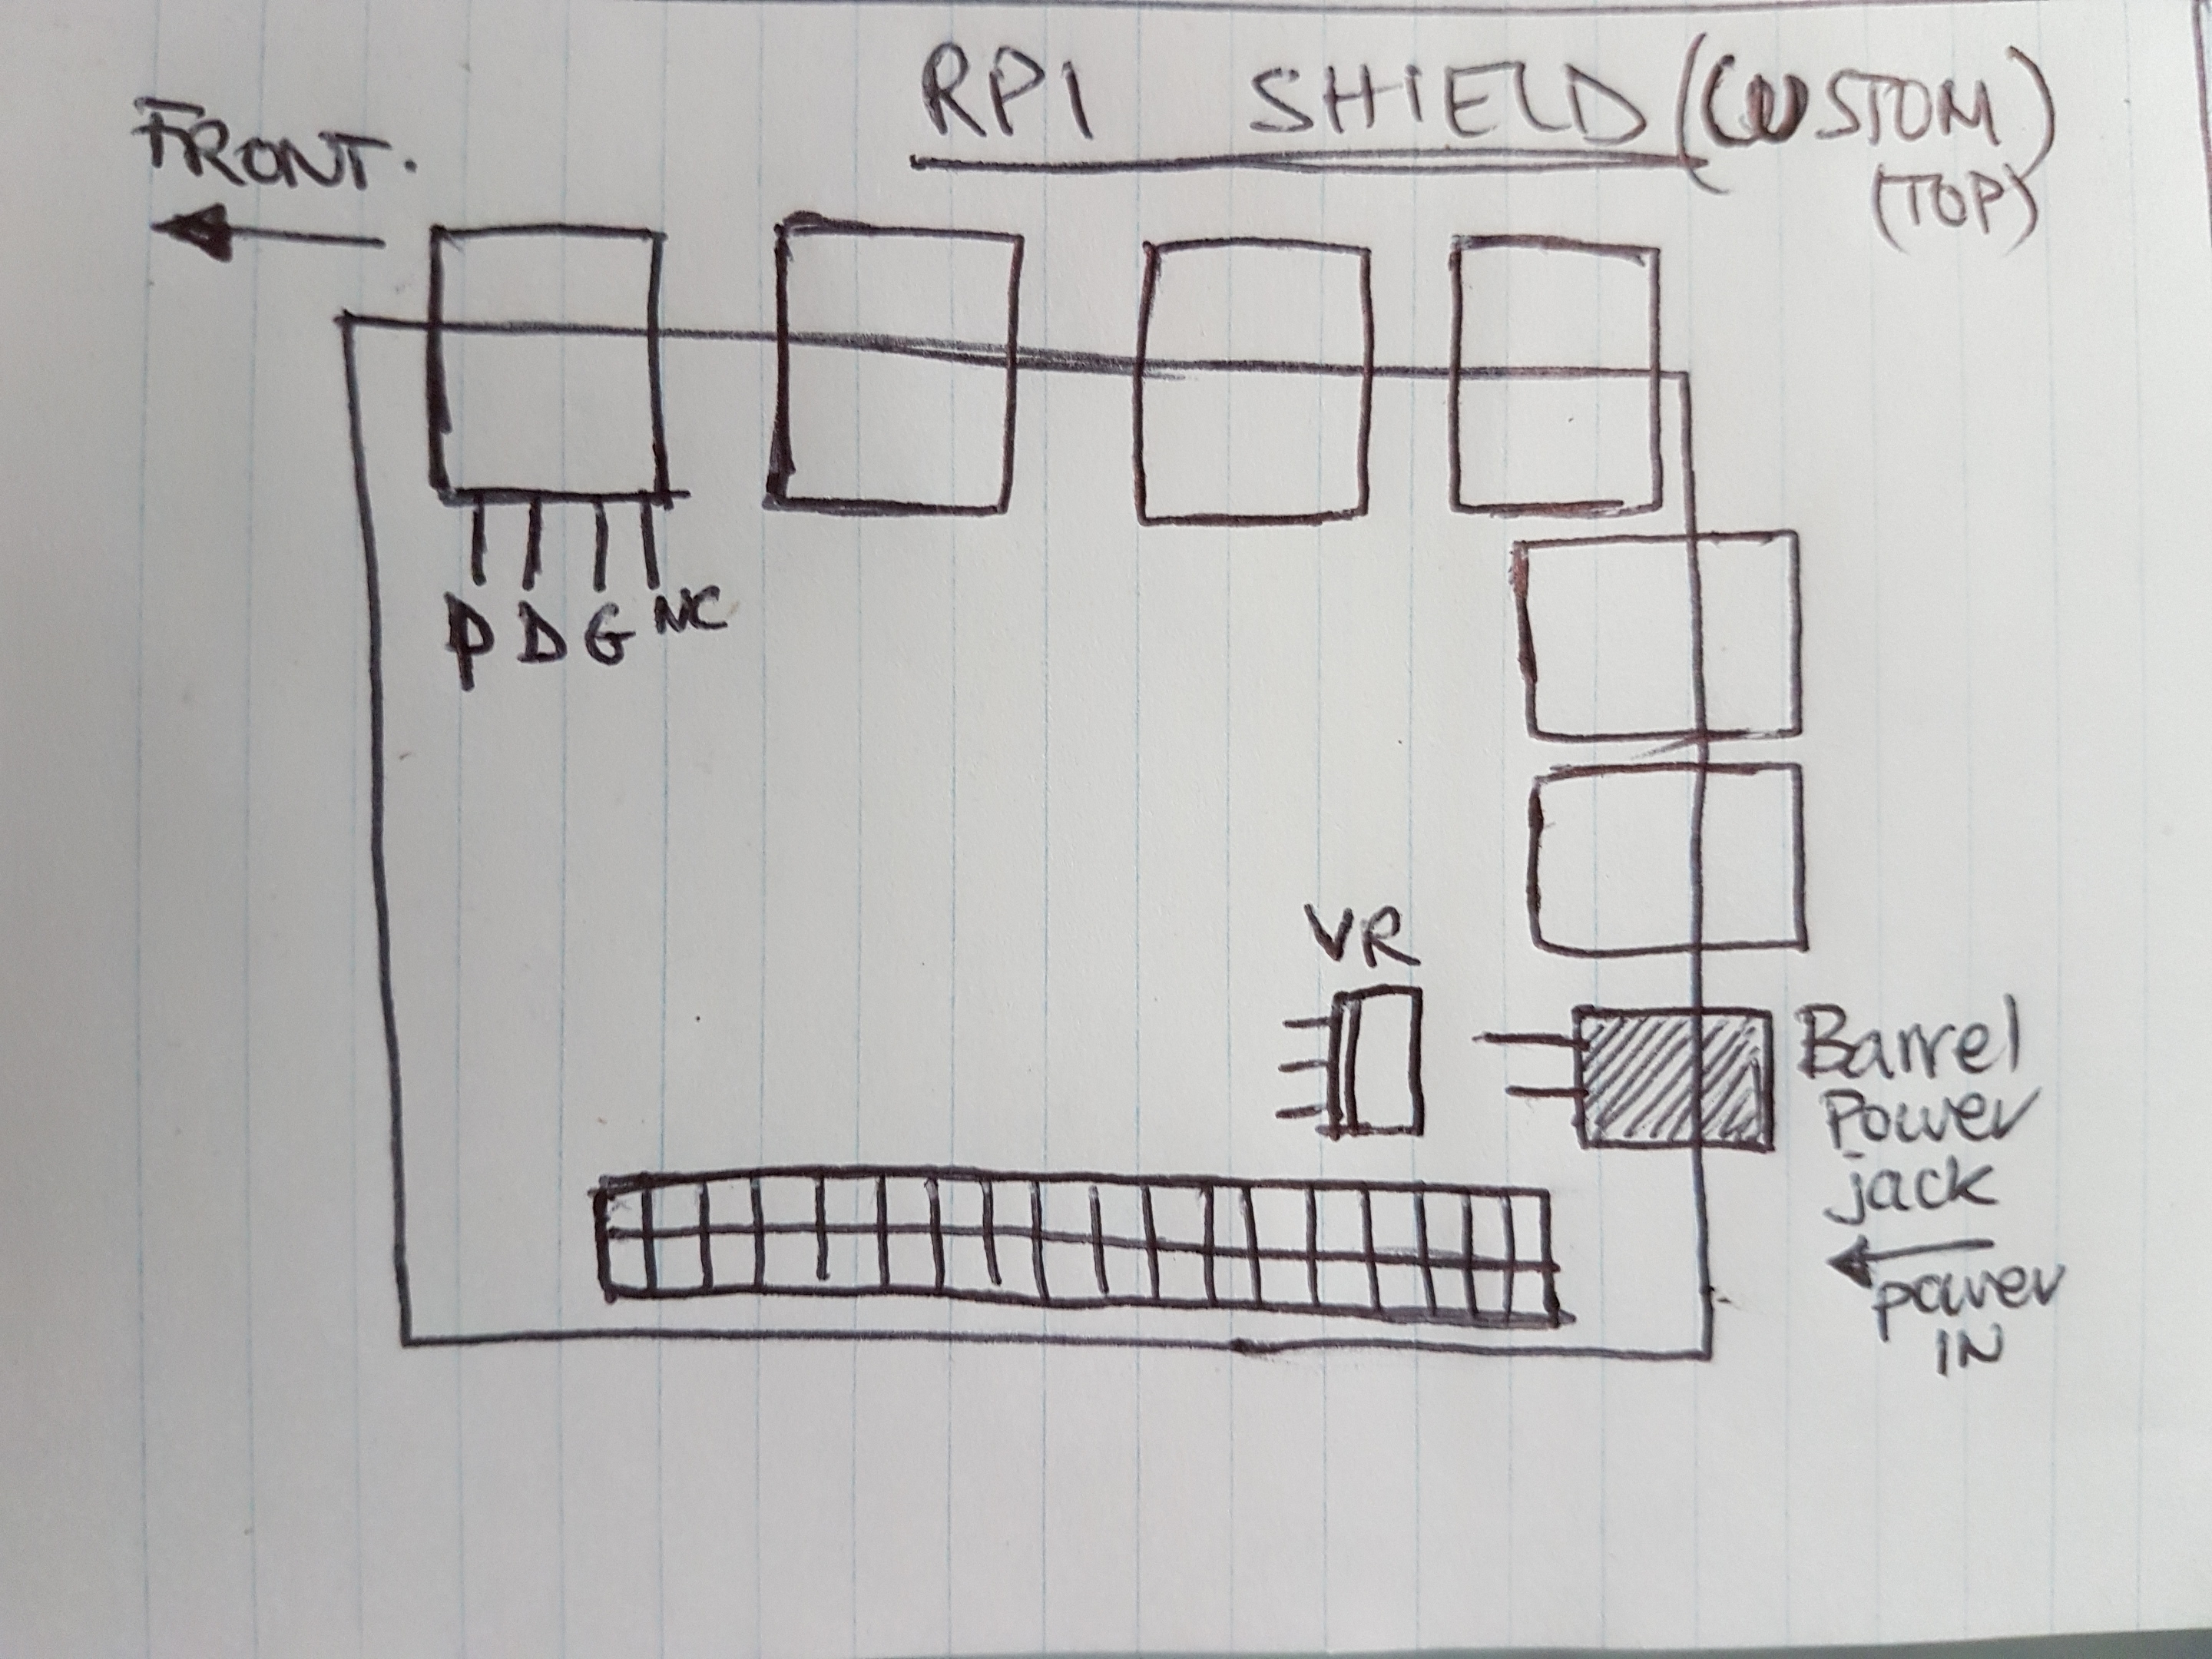 RPI SHIELD (CUSTOM)
(TOP)
FRONT.
P D G NC
VR
Barrel
Power
jack
power
IN